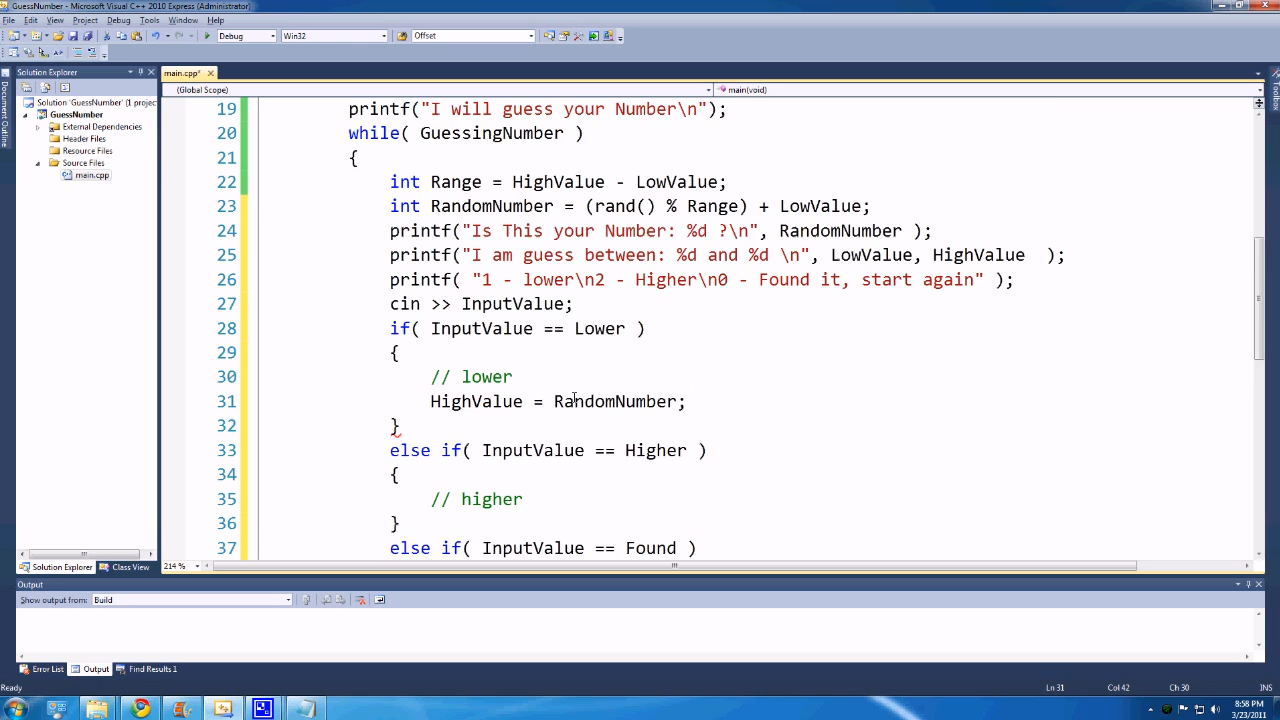 GuessNumber - Microsoft Visual C++ 2010 Express (Administrator)
File Edit View Project Debug Tools Window Help
Debug Win32 Offset
Solution Explorer
main.cpp*
(Global Scope) main(void)
Solution 'GuessNumber' (1 projec
GuessNumber
External Dependencies
Header Files
Resource Files
Source Files
main.cpp
Document Outline
Toolbox
19 printf("I will guess your Number\n");
20 while( GuessingNumber )
21 {
22 int Range = HighValue - LowValue;
23 int RandomNumber = (rand() % Range) + LowValue;
24 printf("Is This your Number: %d ?\n", RandomNumber );
25 printf("I am guess between: %d and %d \n", LowValue, HighValue  );
26 printf( "1 - lower\n2 - Higher\n0 - Found it, start again" );
27 cin >> InputValue;
28 if( InputValue == Lower )
29 {
30 // lower
31 HighValue = RandomNumber;
32 }
33 else if( InputValue == Higher )
34 {
35 // higher
36 }
37 else if( InputValue == Found )
214 %
Solution Explorer Class View
Output
Show output from: Build
Error List Output Find Results 1
Ready Ln 31 Col 42 Ch 30 INS
8:58 PM
3/23/2011